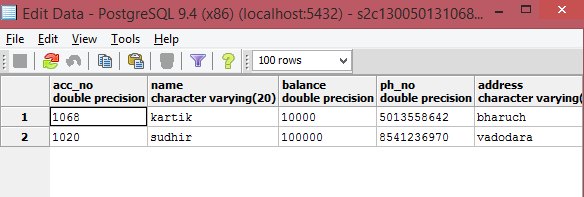 Edit Data - PostgreSQL 9.4 (x86) (localhost:5432) - s2c130050131068...
File Edit View Tools Help
100 rows
acc_no name balance ph_no address
double precision character varying(20) double precision double precision character varying(
1 1068 kartik 10000 5013558642 bharuch
2 1020 sudhir 100000 8541236970 vadodara